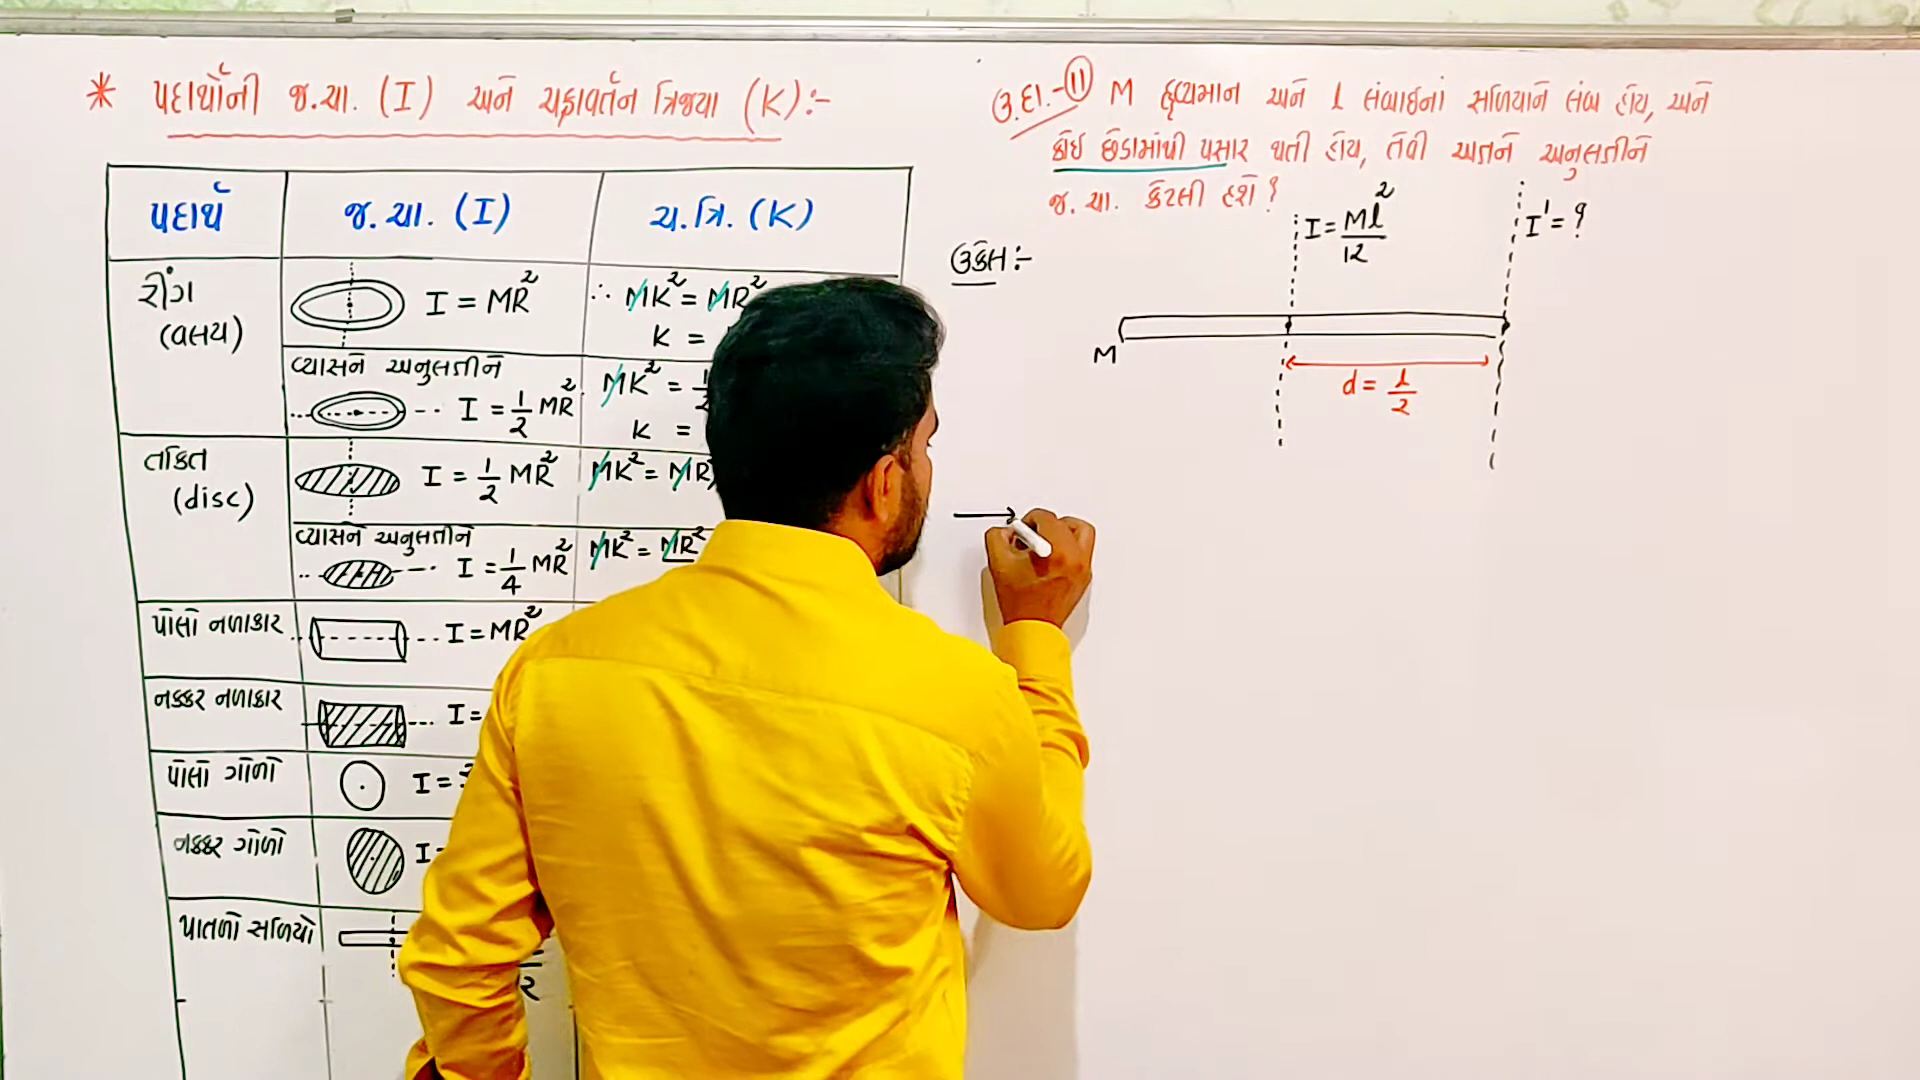 * પદાર્થોની જ.ચા. (I) અને ચક્રાવર્તન ત્રિજ્યા (K):-
પદાર્થ જ.ચા. (I) ચ.ત્રિ. (K)
રીંગ (વલય) I = MR² ∴ MK² = MR²
K =
વ્યાસને અનુલક્ષીને
I = 1/2 MR² MK² = 1/2
K =
તકતિ (disc) I = 1/2 MR² MK² = MR
વ્યાસને અનુલક્ષીને
I = 1/4 MR² MK² = MR²
પોલો નળાકાર I = MR²
નક્કર નળાકાર I =
પોલો ગોળો I =
નક્કર ગોળો I
પાતળો સળિયો
ઉ.દા.-11 M દ્રવ્યમાન અને l લંબાઈનાં સળિયાને લંબ હોય, અને
કોઈ છેડામાંથી પસાર થતી હોય, તેવી અક્ષને અનુલક્ષીને
જ.ચા. કેટલી હશે?
ઉકેલ:-
I = Ml²/12
I' = ?
M
d = l/2